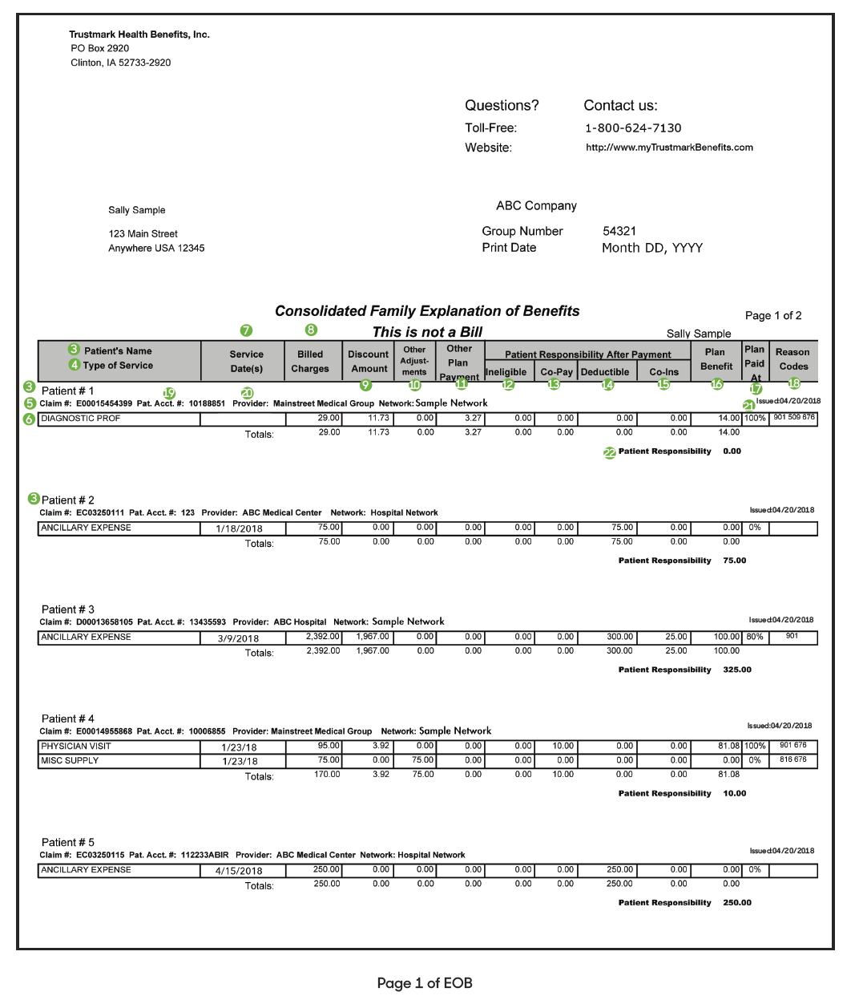 Trustmark Health Benefits, Inc.
PO Box 2920
Clinton, IA 52733-2920
Questions? Contact us:
Toll-Free: 1-800-624-7130
Website: http://www.myTrustmarkBenefits.com
Sally Sample
123 Main Street
Anywhere USA 12345
ABC Company
Group Number 54321
Print Date Month DD, YYYY
Consolidated Family Explanation of Benefits
Page 1 of 2
7 8 This is not a Bill
Sally Sample
3 Patient's Name
4 Type of Service
Service Date(s)
Billed Charges
Discount Amount
9
Other Adjust-ments
10
Other Plan Payment
11
Patient Responsibility After Payment
Ineligible Co-Pay Deductible Co-Ins
12 13 14 15
Plan Benefit
16
Plan Paid At
17
Reason Codes
18
3 Patient # 1 19 20
21 Issued:04/20/2018
5 Claim #: E00015454399 Pat. Acct. #: 10188851 Provider: Mainstreet Medical Group Network: Sample Network
6 DIAGNOSTIC PROF 29.00 11.73 0.00 3.27 0.00 0.00 0.00 0.00 14.00 100% 901 509 676
Totals: 29.00 11.73 0.00 3.27 0.00 0.00 0.00 0.00 14.00
22 Patient Responsibility 0.00
3 Patient # 2
Claim #: EC03250111 Pat. Acct. #: 123 Provider: ABC Medical Center Network: Hospital Network Issued:04/20/2018
ANCILLARY EXPENSE 1/18/2018 75.00 0.00 0.00 0.00 0.00 0.00 75.00 0.00 0.00 0%
Totals: 75.00 0.00 0.00 0.00 0.00 0.00 75.00 0.00 0.00
Patient Responsibility 75.00
Patient # 3
Claim #: D00013658105 Pat. Acct. #: 13435593 Provider: ABC Hospital Network: Sample Network Issued:04/20/2018
ANCILLARY EXPENSE 3/9/2018 2,392.00 1,967.00 0.00 0.00 0.00 0.00 300.00 25.00 100.00 80% 901
Totals: 2,392.00 1,967.00 0.00 0.00 0.00 0.00 300.00 25.00 100.00
Patient Responsibility 325.00
Patient # 4
Claim #: E00014955868 Pat. Acct. #: 10006855 Provider: Mainstreet Medical Group Network: Sample Network Issued:04/20/2018
PHYSICIAN VISIT 1/23/18 95.00 3.92 0.00 0.00 0.00 10.00 0.00 0.00 81.08 100% 901 676
MISC SUPPLY 1/23/18 75.00 0.00 75.00 0.00 0.00 0.00 0.00 0.00 0.00 0% 816 676
Totals: 170.00 3.92 75.00 0.00 0.00 10.00 0.00 0.00 81.08
Patient Responsibility 10.00
Patient # 5
Claim #: EC03250115 Pat. Acct. #: 112233ABIR Provider: ABC Medical Center Network: Hospital Network Issued:04/20/2018
ANCILLARY EXPENSE 4/15/2018 250.00 0.00 0.00 0.00 0.00 0.00 250.00 0.00 0.00 0%
Totals: 250.00 0.00 0.00 0.00 0.00 0.00 250.00 0.00 0.00
Patient Responsibility 250.00
Page 1 of EOB